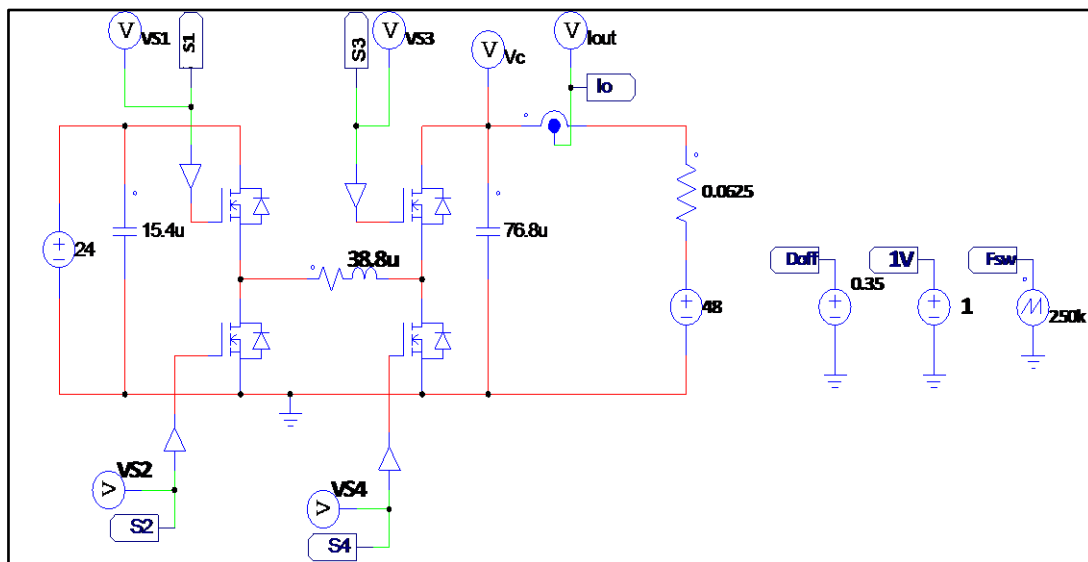 V VS1
S1
S3
V VS3
V Vc
V Iout
Io
24
15.4u
38.8u
76.8u
0.0625
48
Doff
0.35
1V
1
Fsw
250k
V VS2
S2
V VS4
S4